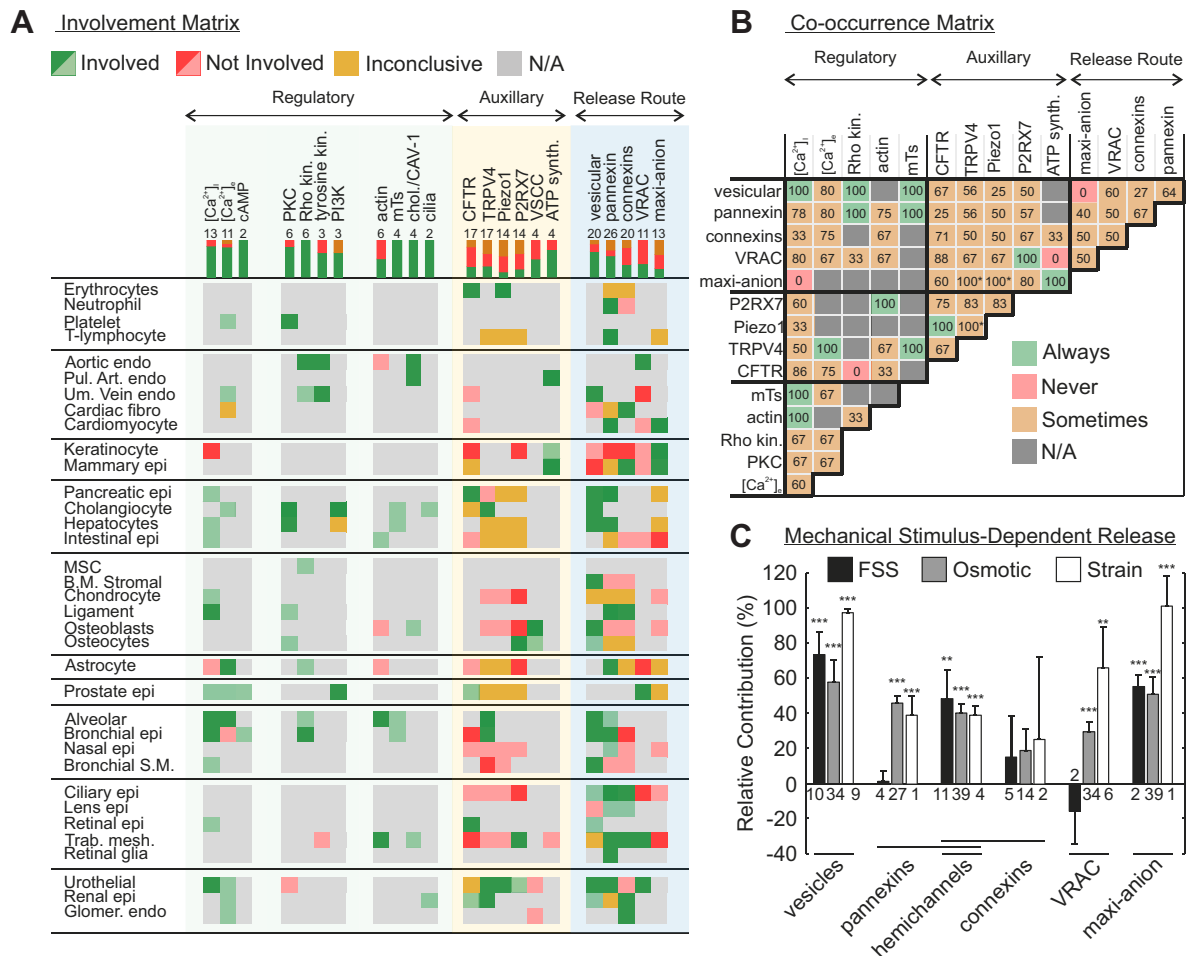 A Involvement Matrix
Involved Not Involved Inconclusive N/A
Regulatory Auxillary Release Route
[Ca²⁺]ᵢ [Ca²⁺]ₑ cAMP PKC Rho kin. tyrosine kin. PI3K actin mTs chol./CAV-1 cilia CFTR TRPV4 Piezo1 P2RX7 VSCC ATP synth. vesicular pannexin connexins VRAC maxi-anion
13 11 2 6 6 3 3 6 4 4 2 17 14 14 14 4 4 20 26 20 11 13
Erythrocytes
Neutrophil
Platelet
T-lymphocyte
Aortic endo
Pul. Art. endo
Um. Vein endo
Cardiac fibro
Cardiomyocyte
Keratinocyte
Mammary epi
Pancreatic epi
Cholangiocyte
Hepatocytes
Intestinal epi
MSC
B.M. Stromal
Chondrocyte
Ligament
Osteoblasts
Osteocytes
Astrocyte
Prostate epi
Alveolar
Bronchial epi
Nasal epi
Bronchial S.M.
Ciliary epi
Lens epi
Retinal epi
Trab. mesh.
Retinal glia
Urothelial
Renal epi
Glomer. endo
B Co-occurrence Matrix
Regulatory Auxillary Release Route
[Ca²⁺]ᵢ [Ca²⁺]ₑ Rho kin. actin mTs CFTR TRPV4 Piezo1 P2RX7 ATP synth. maxi-anion VRAC connexins pannexin
vesicular 100 80 100 100 67 56 25 50 0 60 27 64
pannexin 78 80 100 75 100 25 56 50 57 40 50 67
connexins 33 75 67 71 50 50 67 33 50 50
VRAC 80 67 33 67 88 67 67 100 0 50
maxi-anion 0 60 100* 100* 80 100
P2RX7 60 100 75 83 83
Piezo1 33 100 100*
TRPV4 50 100 67 100 67
CFTR 86 75 0 33
mTs 100 67
actin 100 33
Rho kin. 67 67
PKC 67 67
[Ca²⁺]ₑ 60
Always
Never
Sometimes
N/A
C Mechanical Stimulus-Dependent Release
FSS Osmotic Strain
Relative Contribution (%)
120
100
80
60
40
20
0
-20
-40
*** *** *** *** *** ** *** *** *** ** *** *** ***
10 34 9 4 27 1 11 39 4 5 14 2 2 34 6 2 39 1
vesicles pannexins hemichannels connexins VRAC maxi-anion